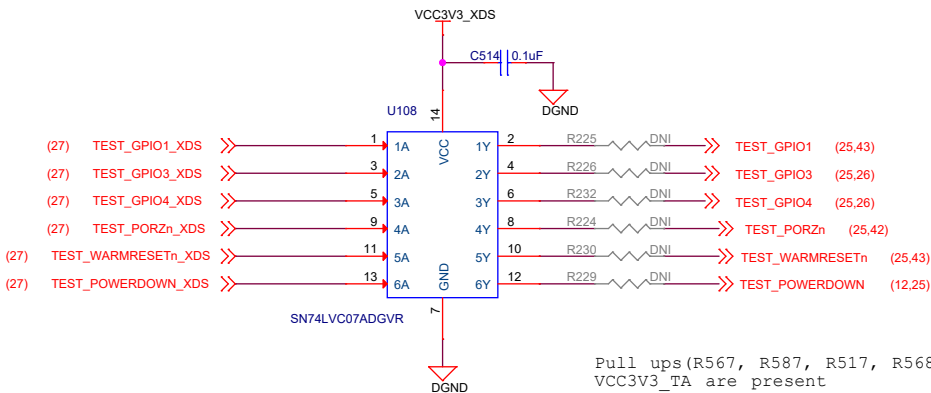 VCC3V3_XDS
C514 0.1uF
DGND
U108
14
VCC
(27) TEST_GPIO1_XDS 1 1A 1Y 2 R225 DNI TEST_GPIO1 (25,43)
(27) TEST_GPIO3_XDS 3 2A 2Y 4 R226 DNI TEST_GPIO3 (25,26)
(27) TEST_GPIO4_XDS 5 3A 3Y 6 R232 DNI TEST_GPIO4 (25,26)
(27) TEST_PORZn_XDS 9 4A 4Y 8 R224 DNI TEST_PORZn (25,42)
(27) TEST_WARMRESETn_XDS 11 5A 5Y 10 R230 DNI TEST_WARMRESETn (25,43)
(27) TEST_POWERDOWN_XDS 13 6A 6Y 12 R229 DNI TEST_POWERDOWN (12,25)
GND
7
SN74LVC07ADGVR
DGND
Pull ups(R567, R587, R517, R568
VCC3V3_TA are present